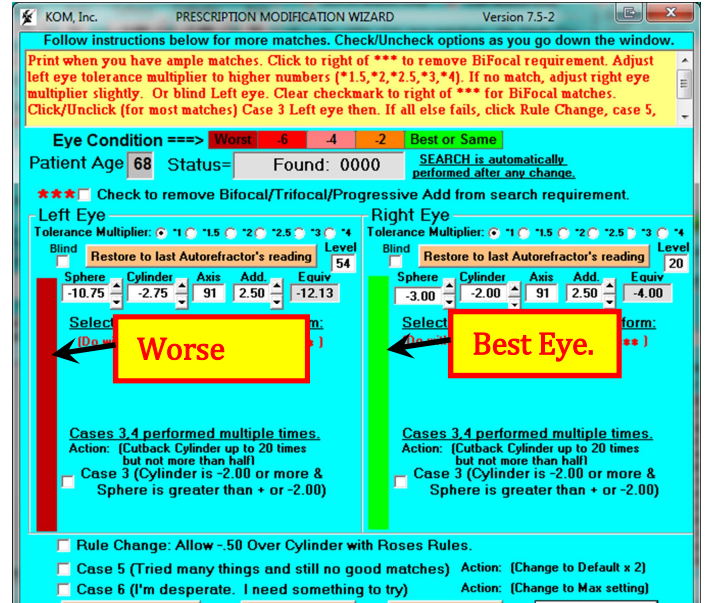 KOM, Inc. PRESCRIPTION MODIFICATION WIZARD Version 7.5-2
Follow instructions below for more matches. Check/Uncheck options as you go down the window.
Print when you have ample matches. Click to right of *** to remove BiFocal requirement. Adjust
left eye tolerance multiplier to higher numbers (*1.5,*2,*2.5,*3,*4). If no match, adjust right eye
multiplier slightly. Or blind Left eye. Clear checkmark to right of *** for BiFocal matches.
Click/Unclick (for most matches) Case 3 Left eye then. If all else fails, click Rule Change, case 5,
Eye Condition ===> Worst -6 -4 -2 Best or Same
Patient Age 68 Status= Found: 0000 SEARCH is automatically
performed after any change.
*** Check to remove Bifocal/Trifocal/Progressive Add from search requirement.
Left Eye Right Eye
Tolerance Multiplier: *1 *1.5 *2 *2.5 *3 *4 Tolerance Multiplier: *1 *1.5 *2 *2.5 *3 *4
Blind Restore to last Autorefractor's reading Level Blind Restore to last Autorefractor's reading Level
54 20
Sphere Cylinder Axis Add. Equiv Sphere Cylinder Axis Add. Equiv
-10.75 -2.75 91 2.50 -12.13 -3.00 -2.00 91 2.50 -4.00
Select form: Select form:
(Do *) (Do with ** )
Worse Best Eye.
Cases 3,4 performed multiple times. Cases 3,4 performed multiple times.
Action: (Cutback Cylinder up to 20 times Action: (Cutback Cylinder up to 20 times
but not more than half) but not more than half)
Case 3 (Cylinder is -2.00 or more & Case 3 (Cylinder is -2.00 or more &
Sphere is greater than + or -2.00) Sphere is greater than + or -2.00)
Rule Change: Allow -.50 Over Cylinder with Roses Rules.
Case 5 (Tried many things and still no good matches) Action: (Change to Default x 2)
Case 6 (I'm desperate. I need something to try) Action: (Change to Max setting)